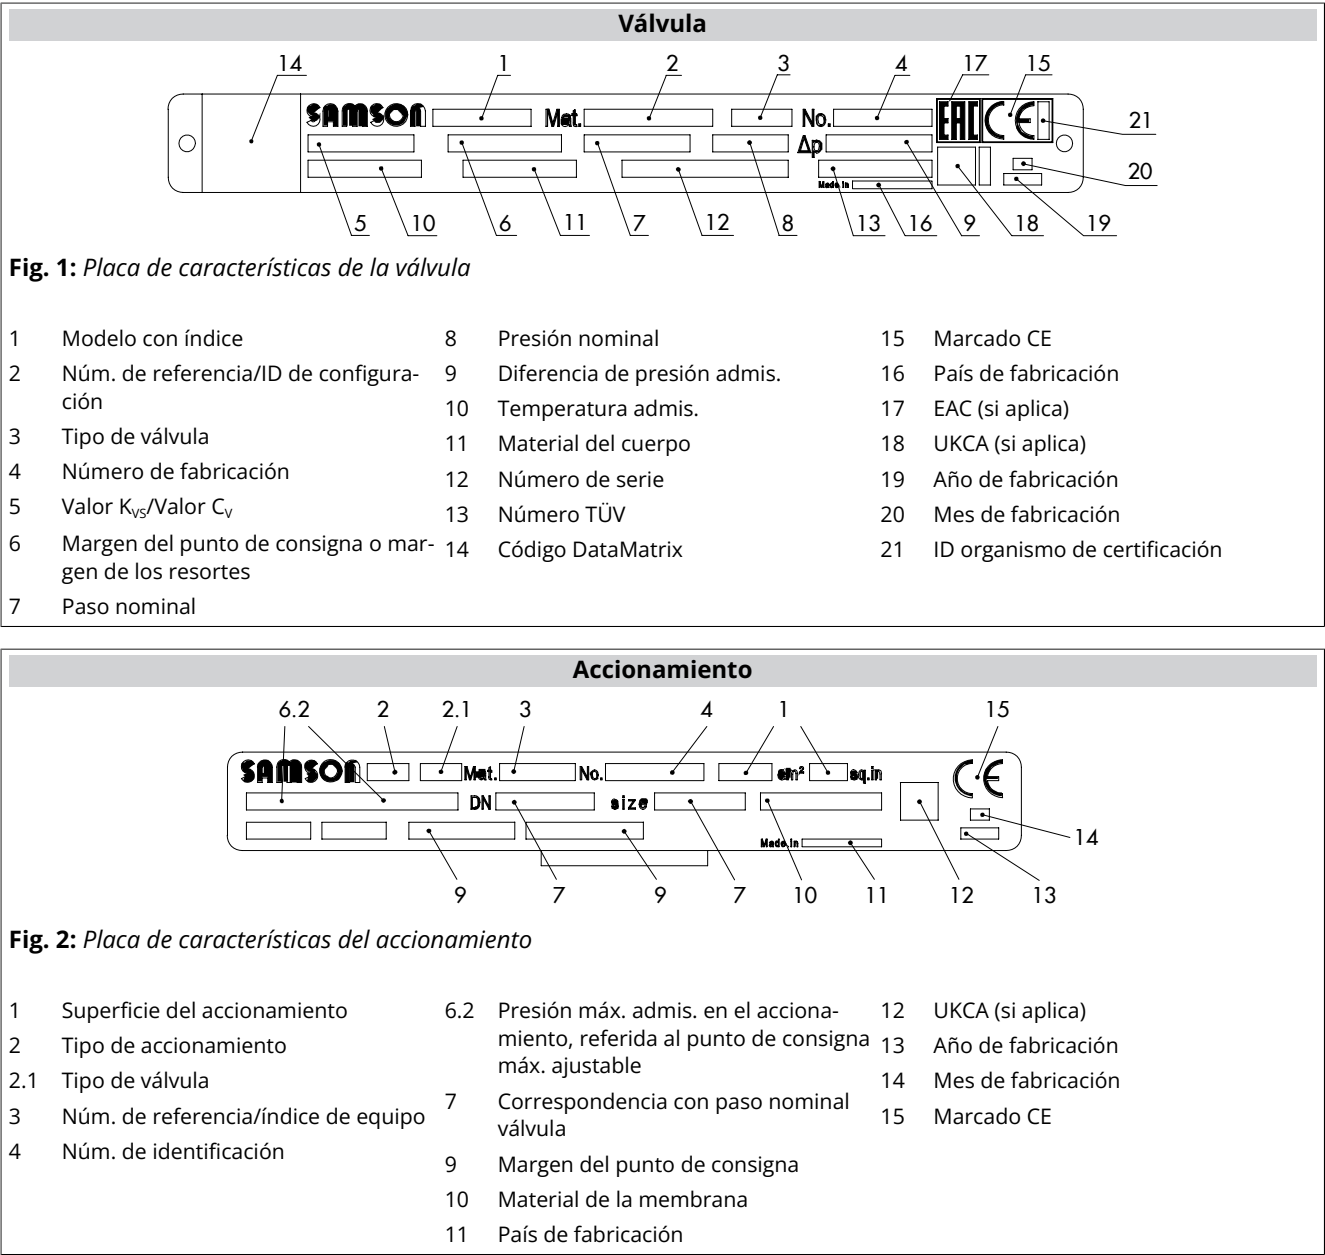 Válvula
14 1 2 3 4 17 15
SAMSON Mat. No. EAC CE 21
Δp
20
Made in
5 10 6 11 7 12 8 13 16 9 18 19
Fig. 1: Placa de características de la válvula
1 Modelo con índice
2 Núm. de referencia/ID de configura-
ción
3 Tipo de válvula
4 Número de fabricación
5 Valor KVS/Valor CV
6 Margen del punto de consigna o mar-
gen de los resortes
7 Paso nominal
8 Presión nominal
9 Diferencia de presión admis.
10 Temperatura admis.
11 Material del cuerpo
12 Número de serie
13 Número TÜV
14 Código DataMatrix
15 Marcado CE
16 País de fabricación
17 EAC (si aplica)
18 UKCA (si aplica)
19 Año de fabricación
20 Mes de fabricación
21 ID organismo de certificación
Accionamiento
6.2 2 2.1 3 4 1 15
SAMSON Mat. No. cm² sq.in CE
DN size
14
Made in
9 7 9 7 10 11 12 13
Fig. 2: Placa de características del accionamiento
1 Superficie del accionamiento
2 Tipo de accionamiento
2.1 Tipo de válvula
3 Núm. de referencia/índice de equipo
4 Núm. de identificación
6.2 Presión máx. admis. en el acciona-
miento, referida al punto de consigna
máx. ajustable
7 Correspondencia con paso nominal
válvula
9 Margen del punto de consigna
10 Material de la membrana
11 País de fabricación
12 UKCA (si aplica)
13 Año de fabricación
14 Mes de fabricación
15 Marcado CE